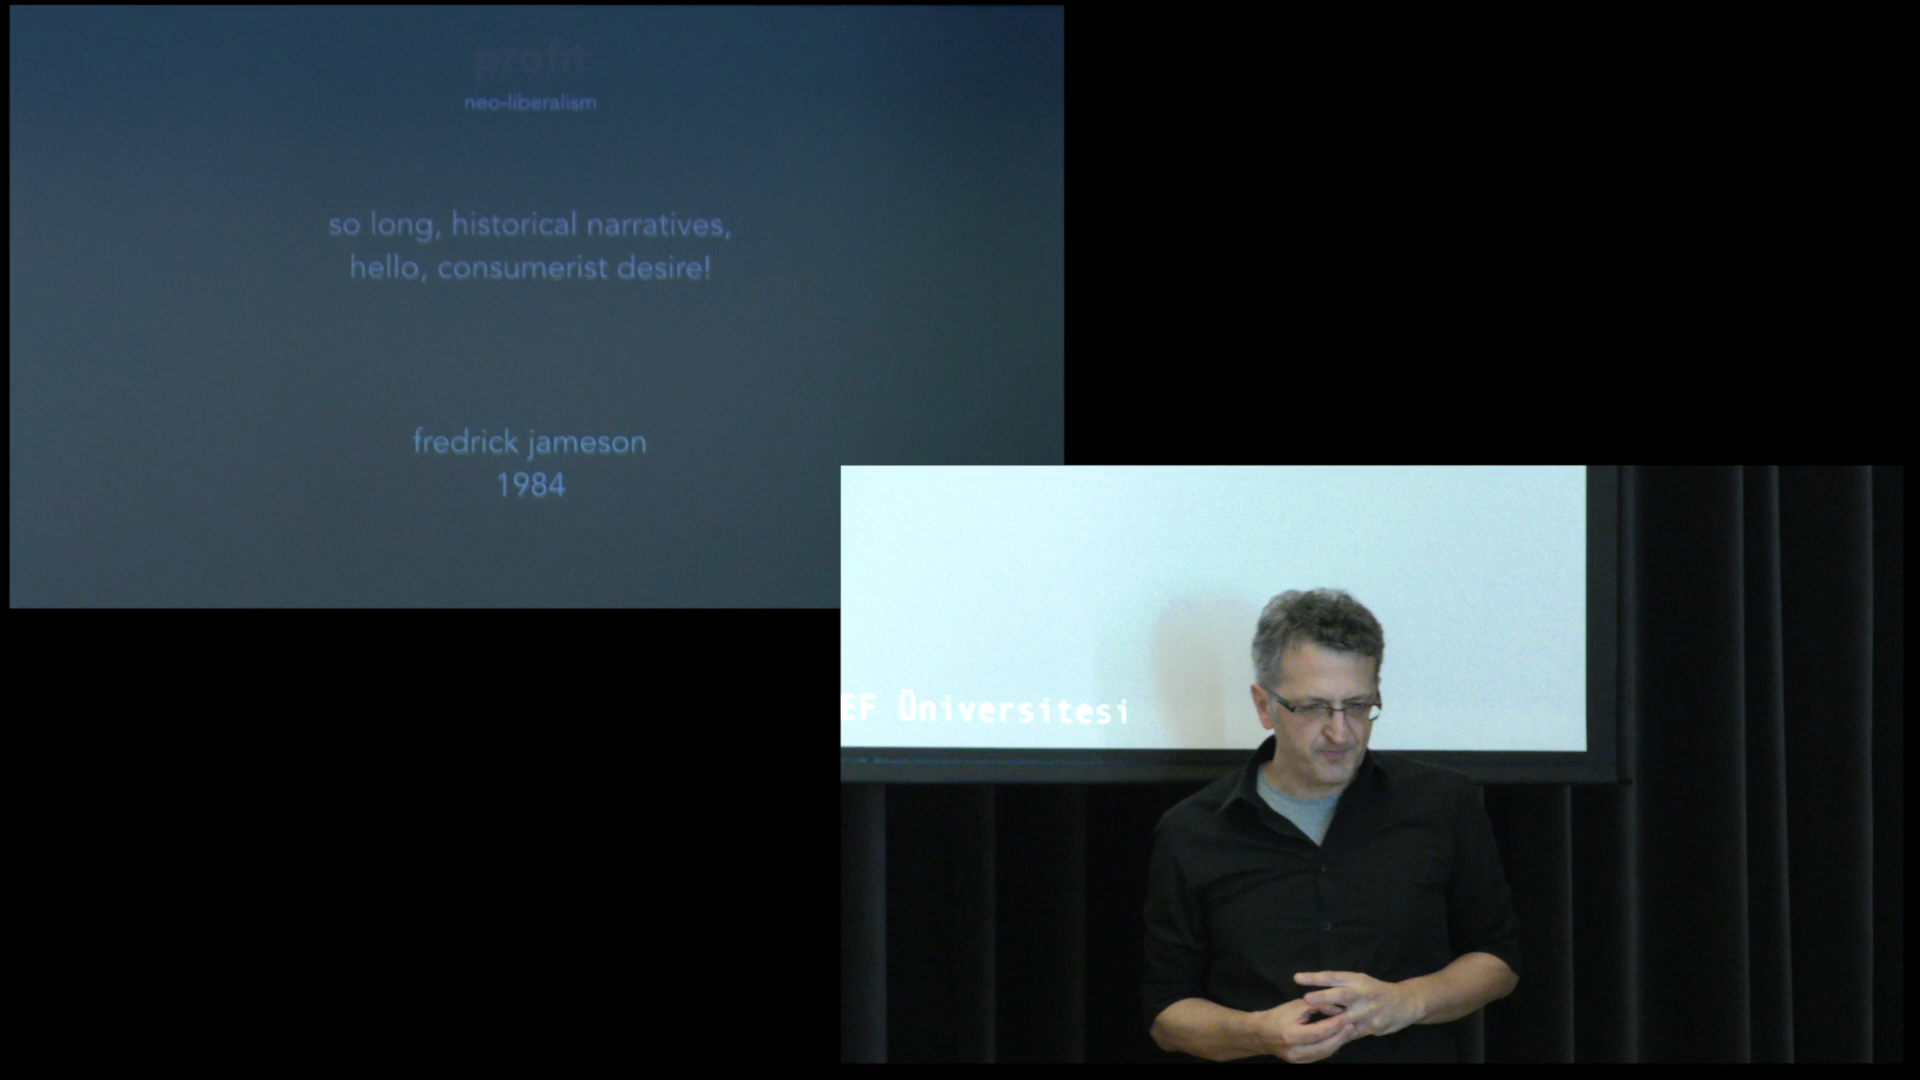 profit
neo-liberalism
so long, historical narratives,
hello, consumerist desire!
fredrick jameson
1984
EF Üniversitesi